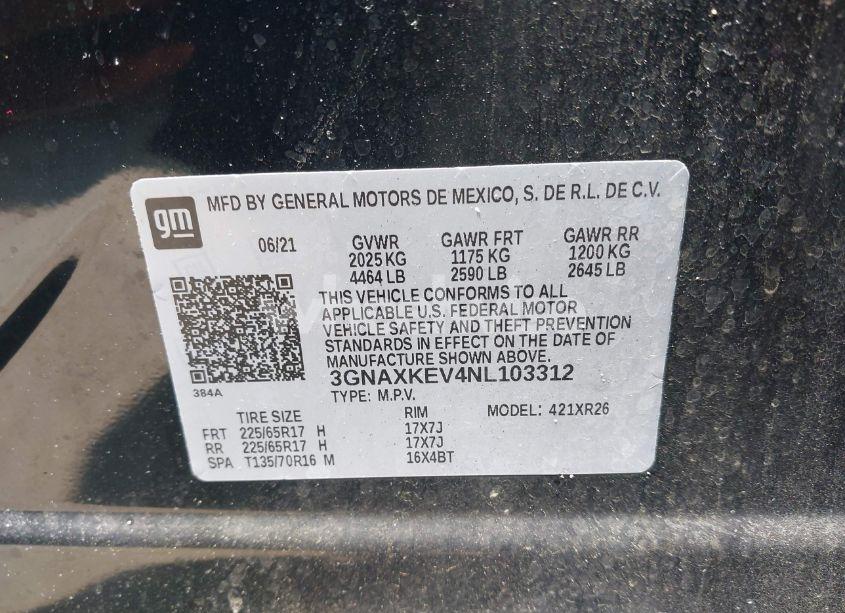 gm
MFD BY GENERAL MOTORS DE MEXICO, S. DE R.L. DE C.V.
06/21 GVWR GAWR FRT GAWR RR
2025 KG 1175 KG 1200 KG
4464 LB 2590 LB 2645 LB
THIS VEHICLE CONFORMS TO ALL
APPLICABLE U.S. FEDERAL MOTOR
VEHICLE SAFETY AND THEFT PREVENTION
STANDARDS IN EFFECT ON THE DATE OF
MANUFACTURE SHOWN ABOVE.
3GNAXKEV4NL103312
384A
TYPE: M.P.V.
TIRE SIZE RIM MODEL: 421XR26
FRT 225/65R17 H 17X7J
RR 225/65R17 H 17X7J
SPA T135/70R16 M 16X4BT